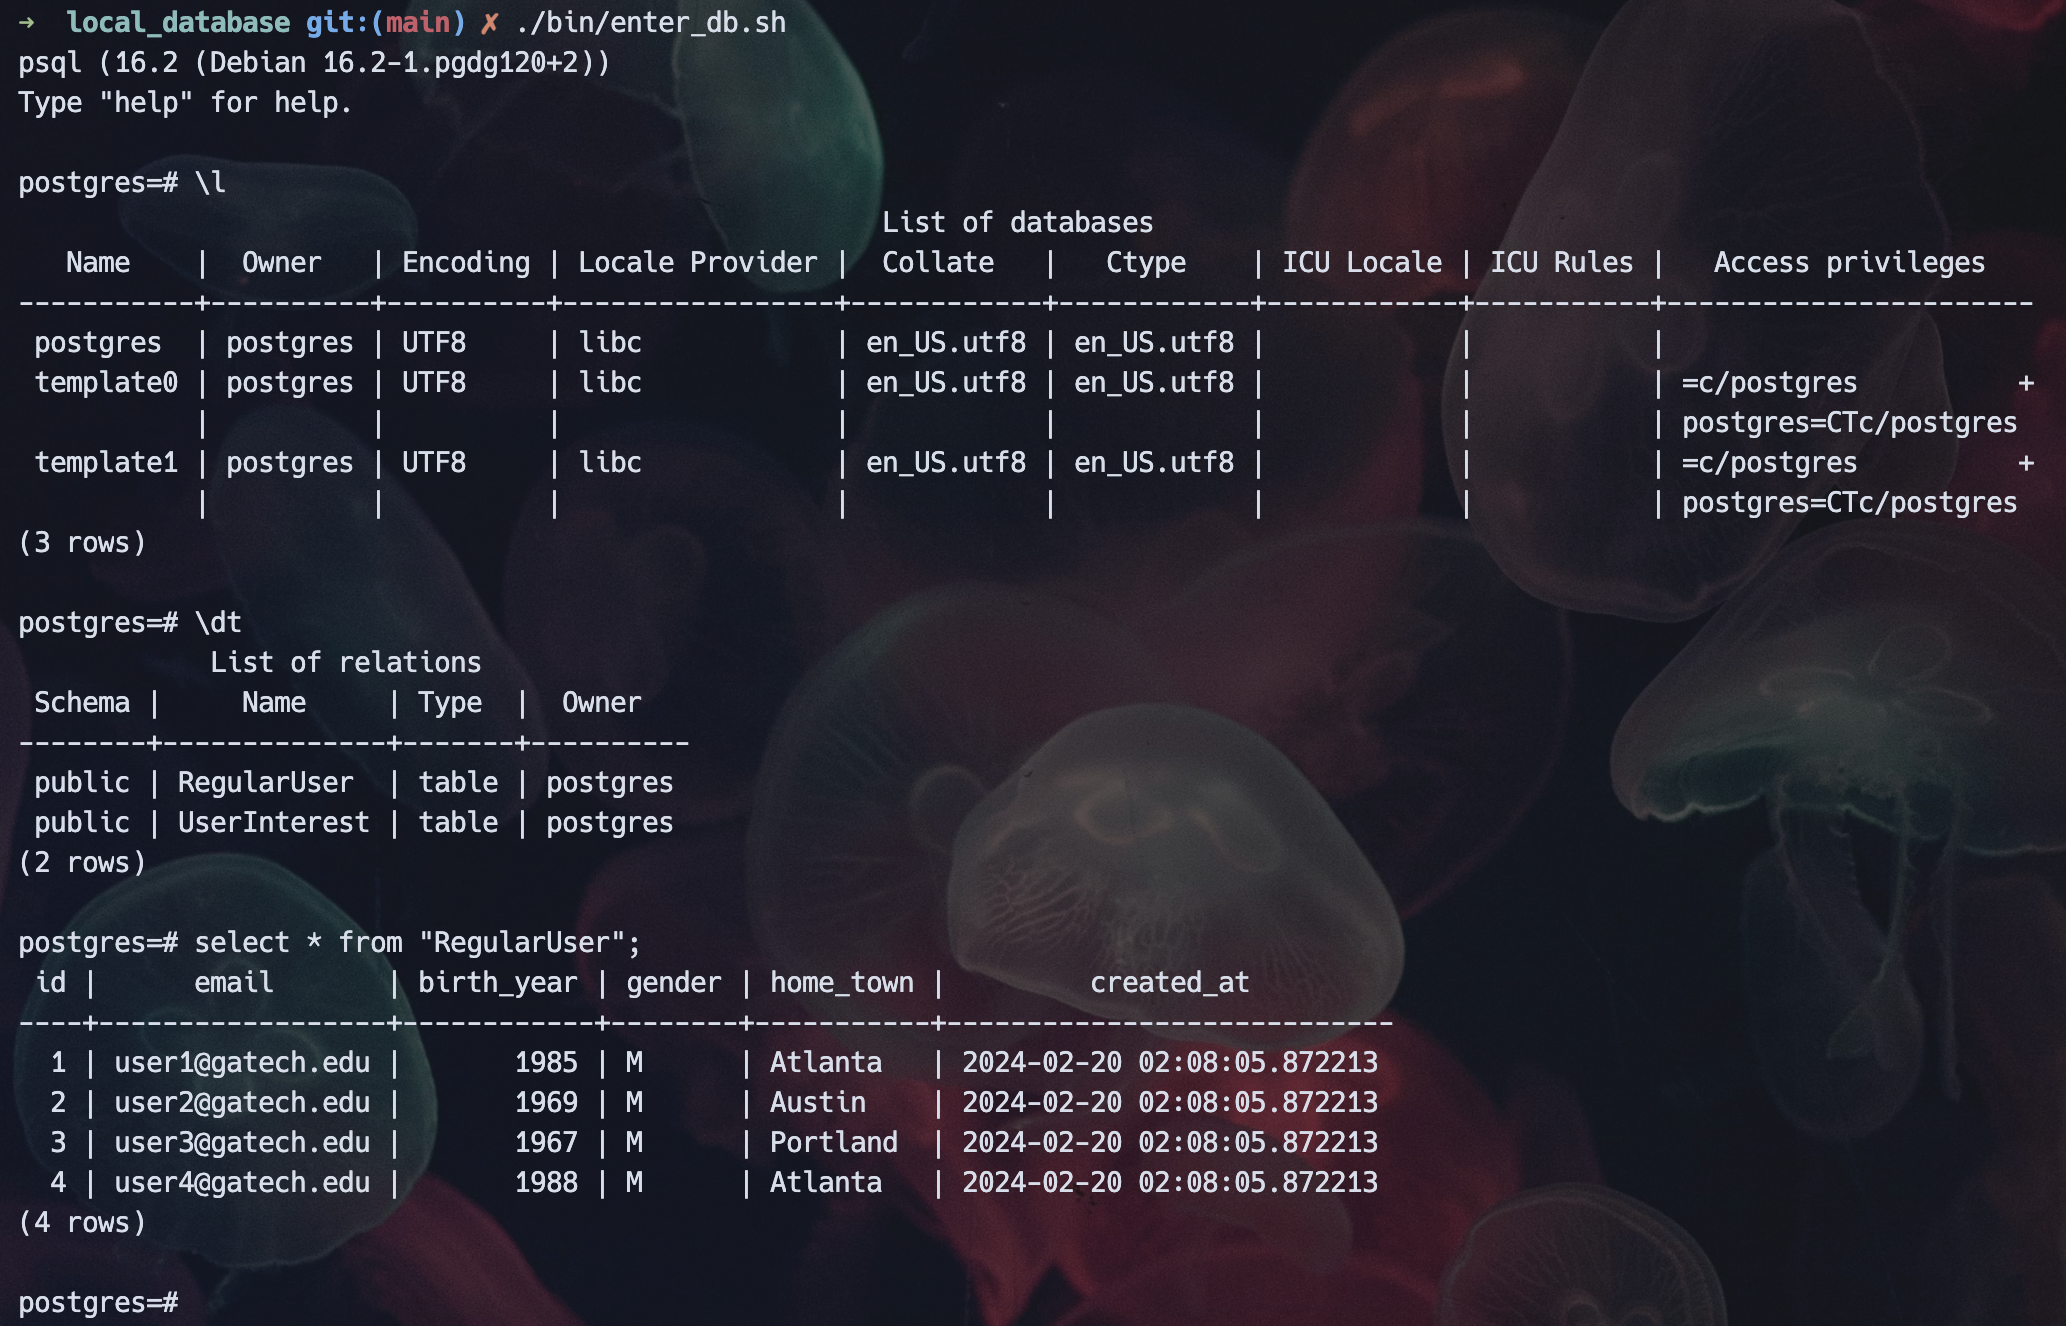 ➜  local_database git:(main) ✗ ./bin/enter_db.sh
psql (16.2 (Debian 16.2-1.pgdg120+2))
Type "help" for help.

postgres=# \l
                                                      List of databases
   Name    |  Owner   | Encoding | Locale Provider |  Collate   |   Ctype    | ICU Locale | ICU Rules |   Access privileges
-----------+----------+----------+-----------------+------------+------------+------------+-----------+-----------------------
 postgres  | postgres | UTF8     | libc            | en_US.utf8 | en_US.utf8 |            |           |
 template0 | postgres | UTF8     | libc            | en_US.utf8 | en_US.utf8 |            |           | =c/postgres          +
           |          |          |                 |            |            |            |           | postgres=CTc/postgres
 template1 | postgres | UTF8     | libc            | en_US.utf8 | en_US.utf8 |            |           | =c/postgres          +
           |          |          |                 |            |            |            |           | postgres=CTc/postgres
(3 rows)

postgres=# \dt
            List of relations
 Schema |     Name     | Type  |  Owner
--------+--------------+-------+----------
 public | RegularUser  | table | postgres
 public | UserInterest | table | postgres
(2 rows)

postgres=# select * from "RegularUser";
 id |      email       | birth_year | gender | home_town |         created_at
----+------------------+------------+--------+-----------+----------------------------
  1 | user1@gatech.edu |       1985 | M      | Atlanta   | 2024-02-20 02:08:05.872213
  2 | user2@gatech.edu |       1969 | M      | Austin    | 2024-02-20 02:08:05.872213
  3 | user3@gatech.edu |       1967 | M      | Portland  | 2024-02-20 02:08:05.872213
  4 | user4@gatech.edu |       1988 | M      | Atlanta   | 2024-02-20 02:08:05.872213
(4 rows)

postgres=#